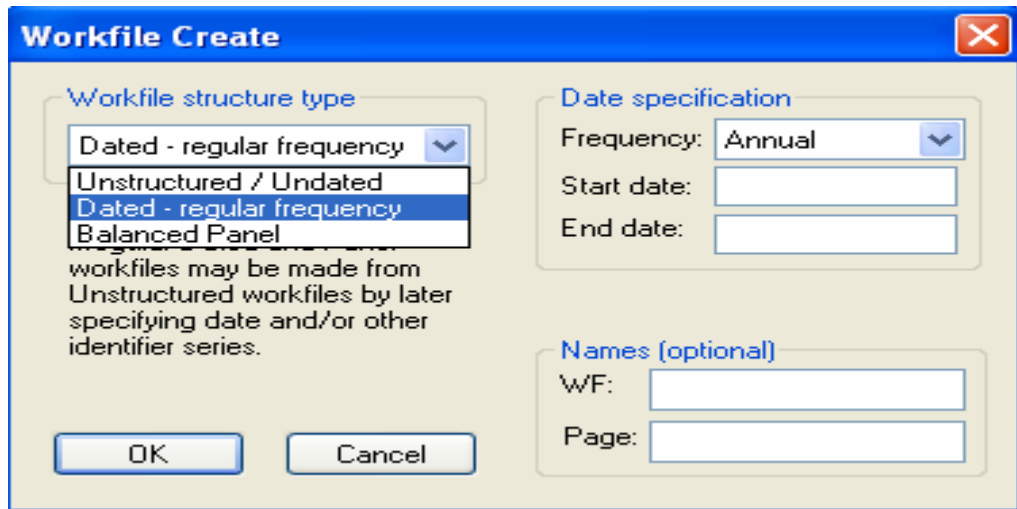 Workfile Create
Workfile structure type
Dated - regular frequency
Unstructured / Undated
Dated - regular frequency
Balanced Panel
workfiles may be made from
Unstructured workfiles by later
specifying date and/or other
identifier series.
OK
Cancel
Date specification
Frequency:
Annual
Start date:
End date:
Names (optional)
WF:
Page: